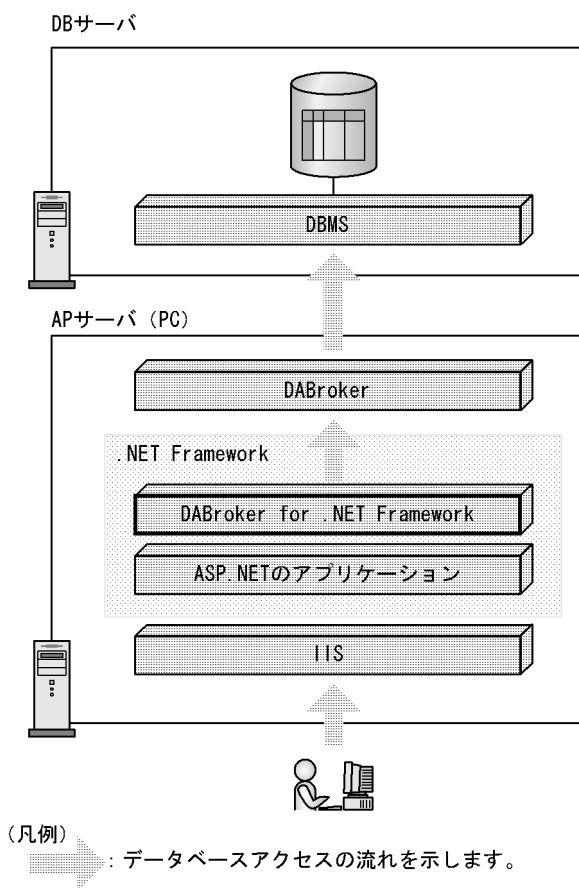 DBサーバ
DBMS
APサーバ（PC）
DABroker
.NET Framework
DABroker for .NET Framework
ASP.NETのアプリケーション
IIS
（凡例）
：データベースアクセスの流れを示します。